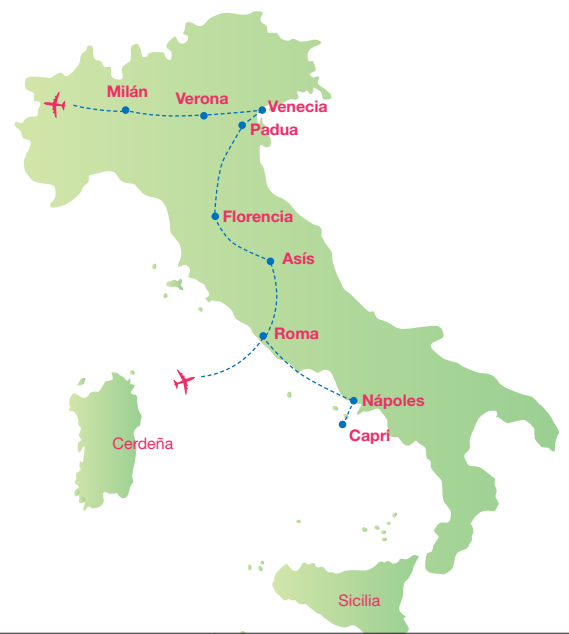 Milán
Verona
Venecia
Padua
Florencia
Asís
Roma
Nápoles
Capri
Cerdeña
Sicilia